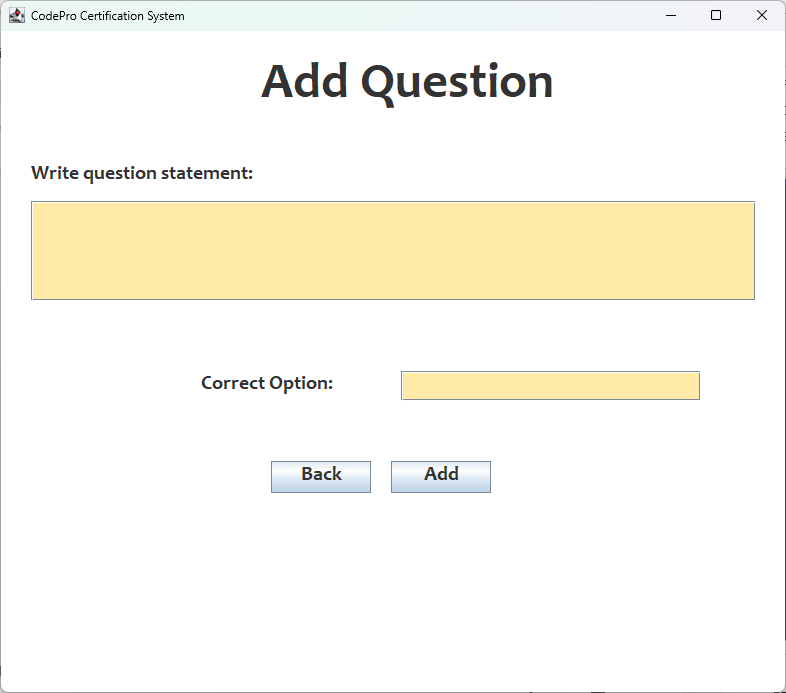 CodePro Certification System
Add Question
Write question statement:
Correct Option:
Back Add